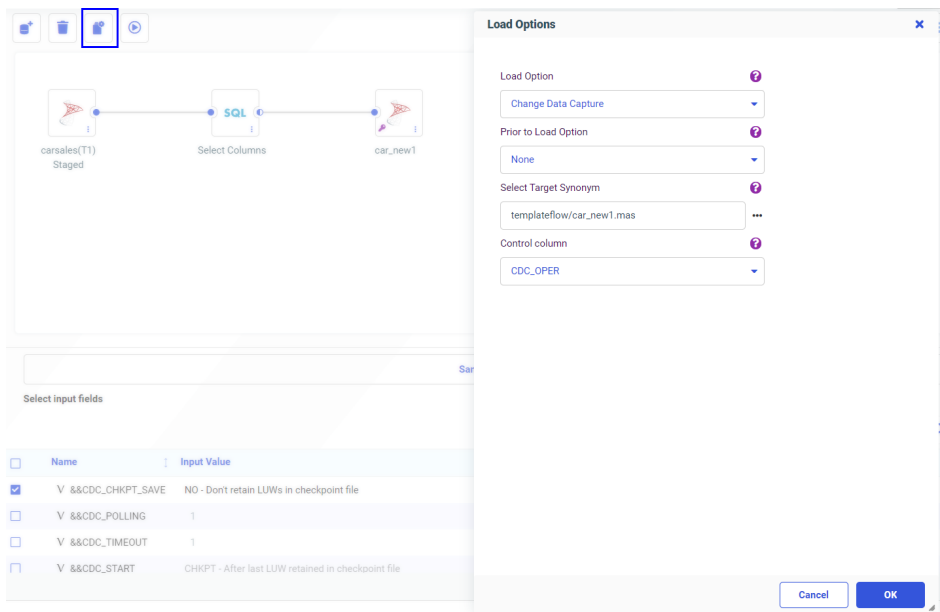 Load Options
Load Option
Change Data Capture
Prior to Load Option
None
Select Target Synonym
templateflow/car_new1.mas
Control column
CDC_OPER
Cancel
OK
SQL
carsales(T1)
Staged
Select Columns
car_new1
Select input fields
Name
Input Value
V &&CDC_CHKPT_SAVE NO - Don't retain LUWs in checkpoint file
V &&CDC_POLLING 1
V &&CDC_TIMEOUT 1
V &&CDC_START CHKPT - After last LUW retained in checkpoint file